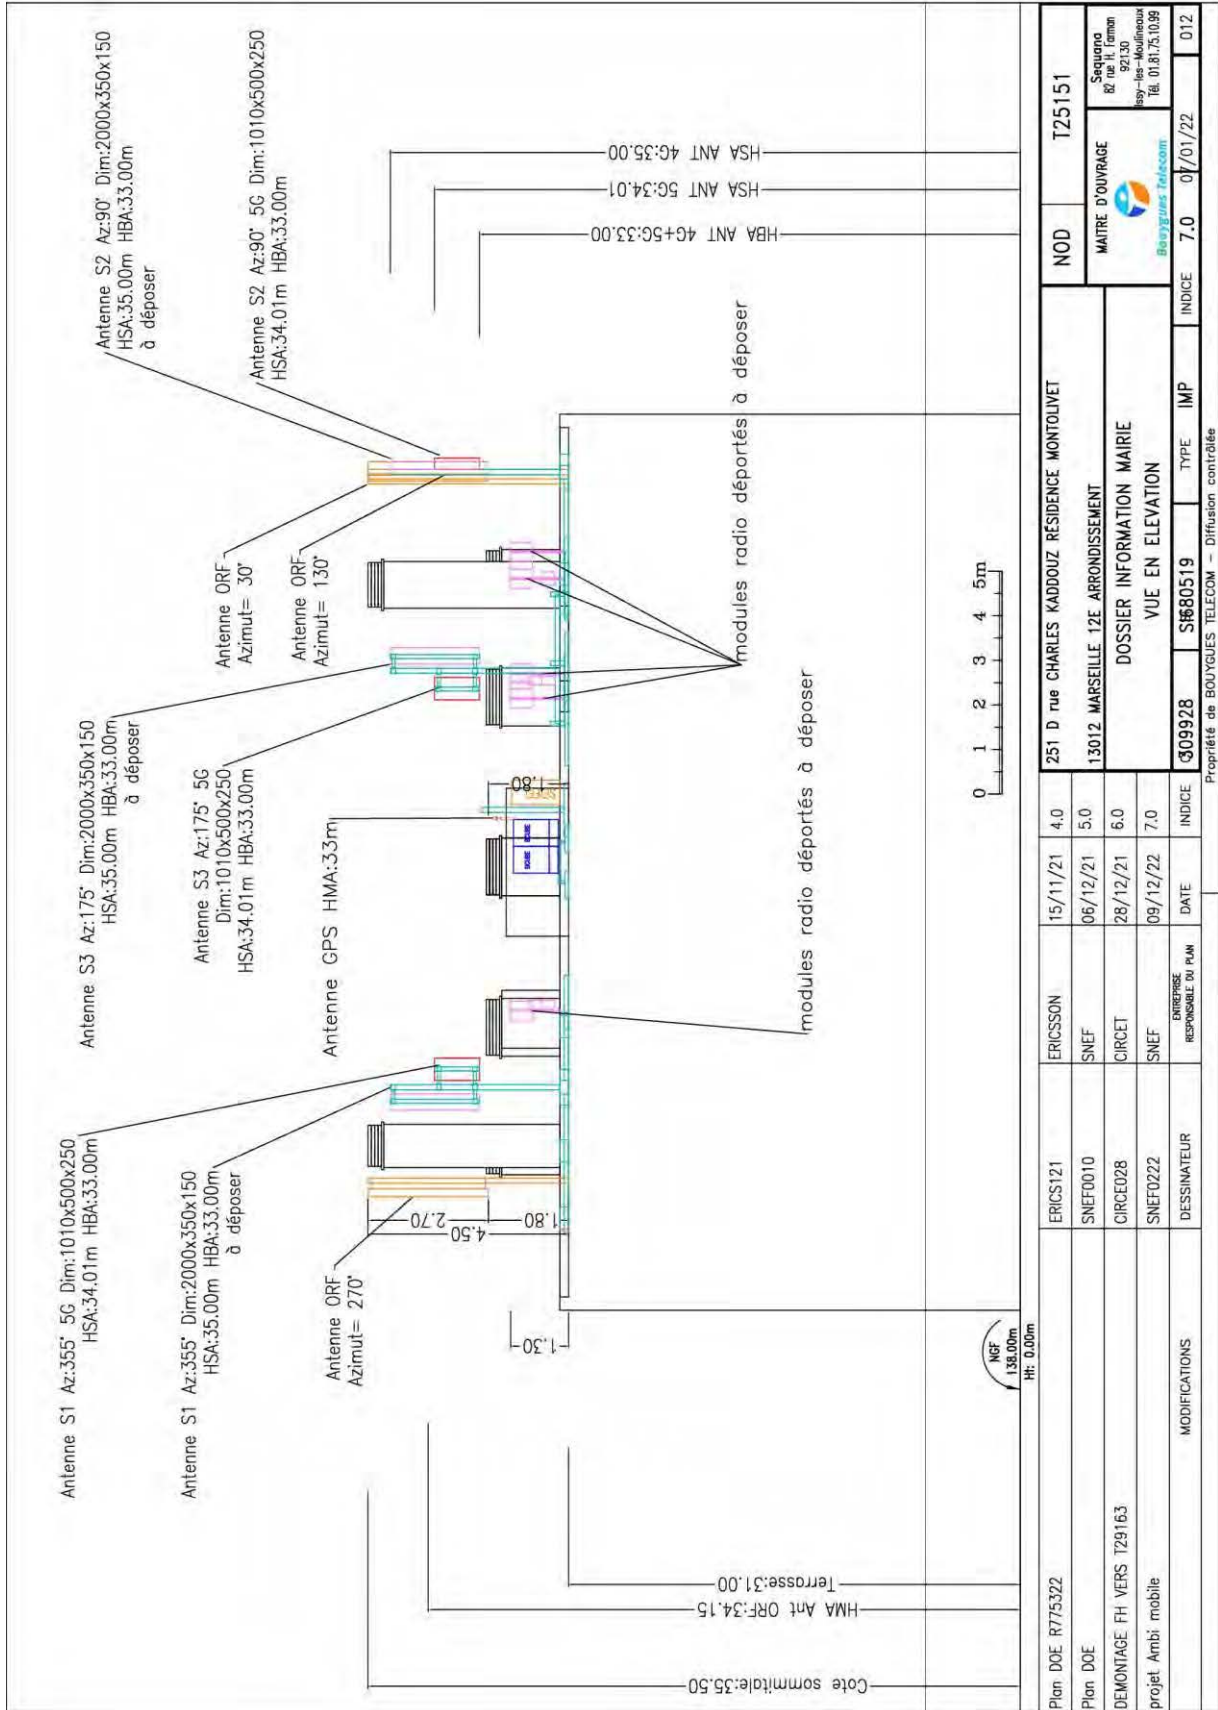 Antenne S1 Az:355° 5G Dim:1010x500x250
HSA:34.01m HBA:33.00m
Antenne S1 Az:355° Dim:2000x350x150
HSA:35.00m HBA:33.00m
à déposer
Antenne ORF
Azimut= 270°
Antenne S3 Az:175° Dim:2000x350x150
HSA:35.00m HBA:33.00m
à déposer
Antenne S3 Az:175° 5G
Dim:1010x500x250
HSA:34.01m HBA:33.00m
Antenne GPS HMA:33m
Antenne S2 Az:90° Dim:2000x350x150
HSA:35.00m HBA:33.00m
à déposer
Antenne S2 Az:90° 5G Dim:1010x500x250
HSA:34.01m HBA:33.00m
Antenne ORF
Azimut= 30°
Antenne ORF
Azimut= 130°
Cote sommitale:35.50
HMA Ant ORF:34.15
Terrasse:31.00
1.30
4.50
2.70
1.80
1.80
HSA ANT 4G:35.00
HSA ANT 5G:34.01
HBA ANT 4G+5G:33.00
modules radio déportés à déposer
modules radio déportés à déposer
0 1 2 3 4 5m
NGF
138.00m
Ht: 0.00m
Plan DOE R775322 ERICS121 ERICSSON 15/11/21 4.0
Plan DOE SNEF0010 SNEF 06/12/21 5.0
DEMONTAGE FH VERS T29163 CIRCE028 CIRCET 28/12/21 6.0
projet Ambi mobile SNEF0222 SNEF 09/12/22 7.0
MODIFICATIONS DESSINATEUR ENTREPRISE RESPONSABLE DU PLAN DATE INDICE
251 D rue CHARLES KADDOUZ RÉSIDENCE MONTOLIVET
13012 MARSEILLE 12E ARRONDISSEMENT
DOSSIER INFORMATION MAIRIE
VUE EN ELEVATION
NOD T25151
MAITRE D'OUVRAGE
Bouygues Telecom
Sequana
82 rue H. Farman
92130
Issy-les-Moulineaux
Tél. 01.81.75.10.99
309928 680519 TYPE IMP INDICE 7.0 07/01/22 012
Propriété de BOUYGUES TELECOM - Diffusion contrôlée